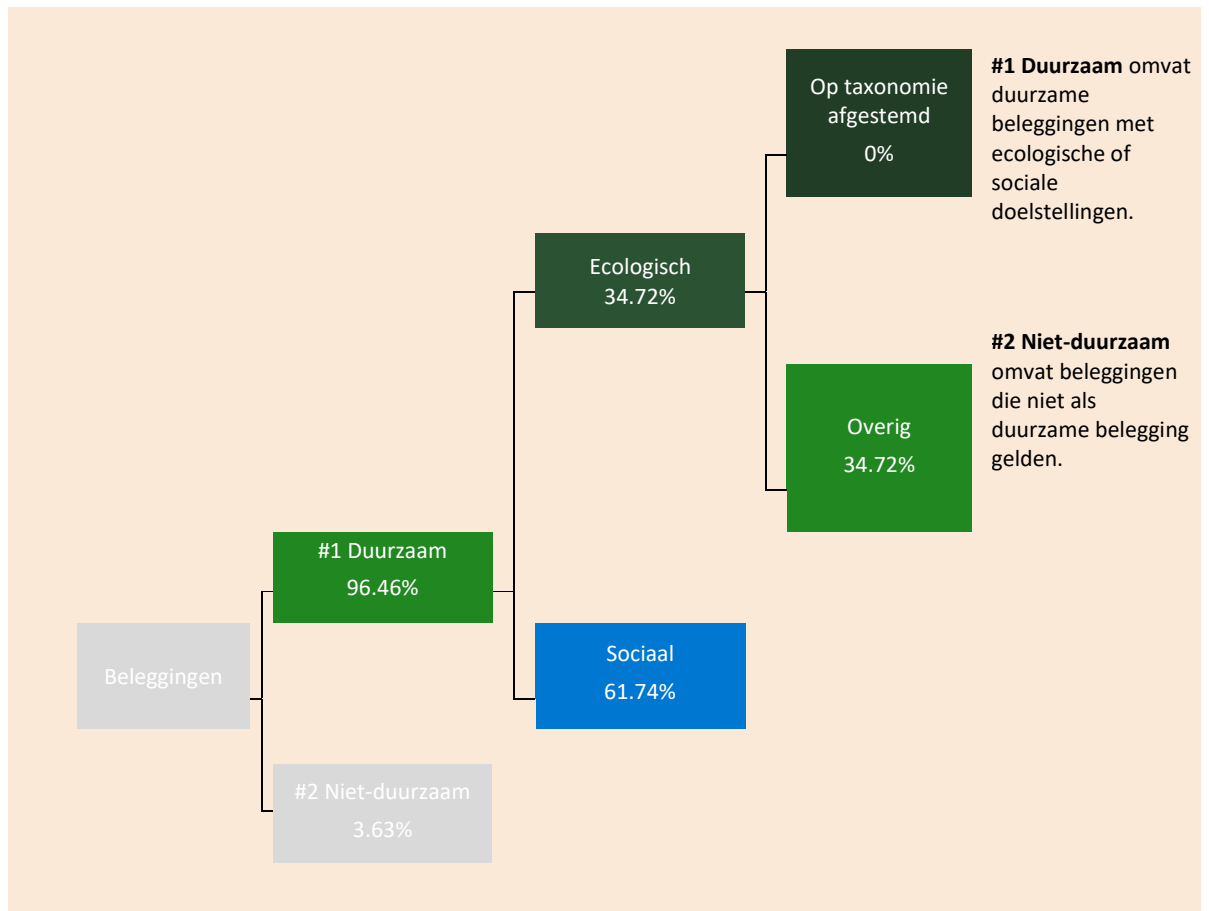 Op taxonomie
afgestemd
0%
#1 Duurzaam omvat
duurzame
beleggingen met
ecologische of
sociale
doelstellingen.
Ecologisch
34.72%
#2 Niet-duurzaam
omvat beleggingen
die niet als
duurzame belegging
gelden.
Overig
34.72%
#1 Duurzaam
96.46%
Beleggingen
Sociaal
61.74%
#2 Niet-duurzaam
3.63%